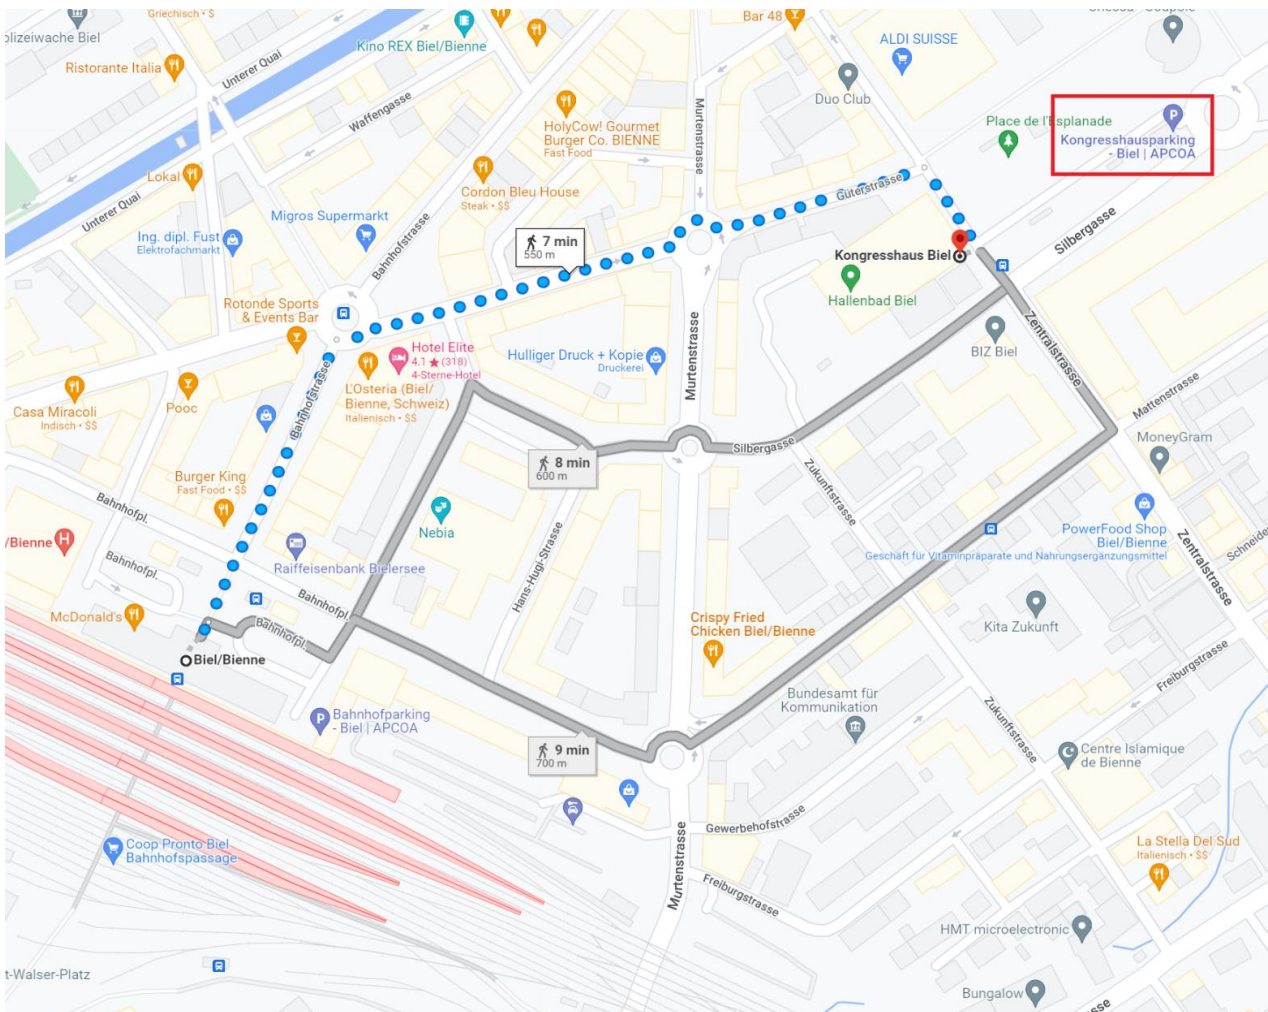 Griechisch • $
olizeiwache Biel
Kino REX Biel/Bienne
Bar 48
ALDI SUISSE
Ristorante Italia
Unterer Quai
Waffengasse
Murtenstrasse
Duo Club
HolyCow! Gourmet
Burger Co. BIENNE
Fast Food
Place de l'Esplanade
P
Kongresshausparking
- Biel | APCOA
Lokal
Unterer Quai
Cordon Bleu House
Steak • $$
Güterstrasse
Migros Supermarkt
Bahnhofstrasse
Silbergasse
Ing. dipl. Fust
Elektrofachmarkt
7 min
550 m
Kongresshaus Biel
Hallenbad Biel
Rotonde Sports
& Events Bar
Zentralstrasse
Hotel Elite
4.1 ★ (318)
4-Sterne-Hotel
Hulliger Druck + Kopie
Druckerei
Murtenstrasse
BIZ Biel
L'Osteria (Biel/
Bienne, Schweiz)
Italienisch • $$
Bahnhofstrasse
Mattenstrasse
Casa Miracoli
Indisch • $$
Pooc
MoneyGram
Silbergasse
8 min
600 m
Burger King
Fast Food • $$
Zukunftstrasse
Bahnhofpl.
Nebia
PowerFood Shop
Biel/Bienne
Geschäft für Vitaminpräparate und Nahrungsergänzungsmittel
H
/Bienne
Raiffeisenbank Bielersee
Hans-Hugi-Strasse
Zentralstrasse
Schneider
Bahnhofpl.
Bahnhofpl.
McDonald's
Bahnhofpl.
Crispy Fried
Chicken Biel/Bienne
Kita Zukunft
Biel/Bienne
Freiburgstrasse
Bundesamt für
Kommunikation
P
Bahnhofparking
- Biel | APCOA
Zukunftstrasse
9 min
700 m
Centre Islamique
de Bienne
Gewerbehofstrasse
Coop Pronto Biel
Bahnhofspassage
Murtenstrasse
La Stella Del Sud
Italienisch • $$
Freiburgstrasse
HMT microelectronic
t-Walser-Platz
Bungalow
sse